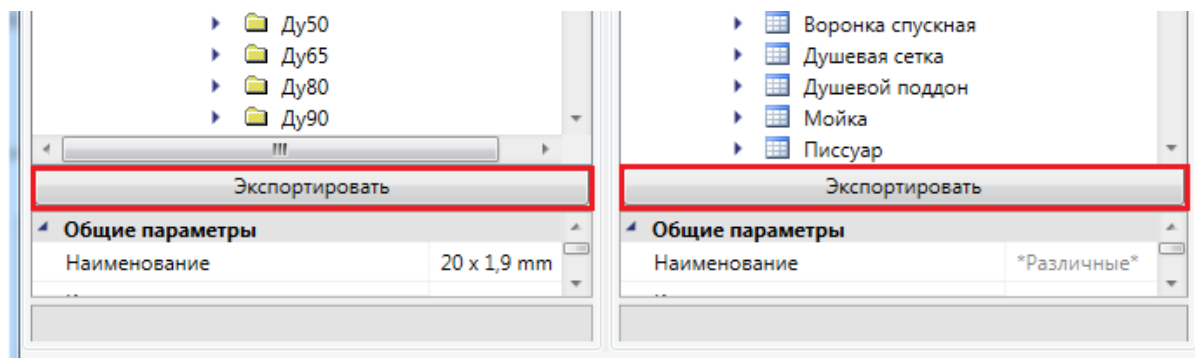 Ду50
Ду65
Ду80
Ду90
Экспортировать
Общие параметры
Наименование 20 x 1,9 mm
Воронка спускная
Душевая сетка
Душевой поддон
Мойка
Писсуар
Экспортировать
Общие параметры
Наименование *Различные*